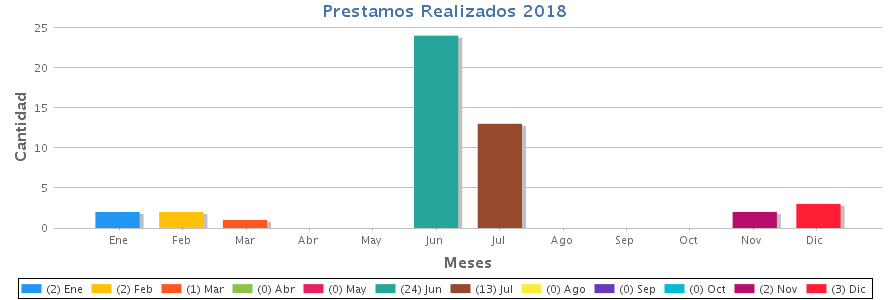 Prestamos Realizados 2018
25
20
15
10
5
0
Cantidad
Ene Feb Mar Abr May Jun Jul Ago Sep Oct Nov Dic
Meses
(2) Ene (2) Feb (1) Mar (0) Abr (0) May (24) Jun (13) Jul (0) Ago (0) Sep (0) Oct (2) Nov (3) Dic